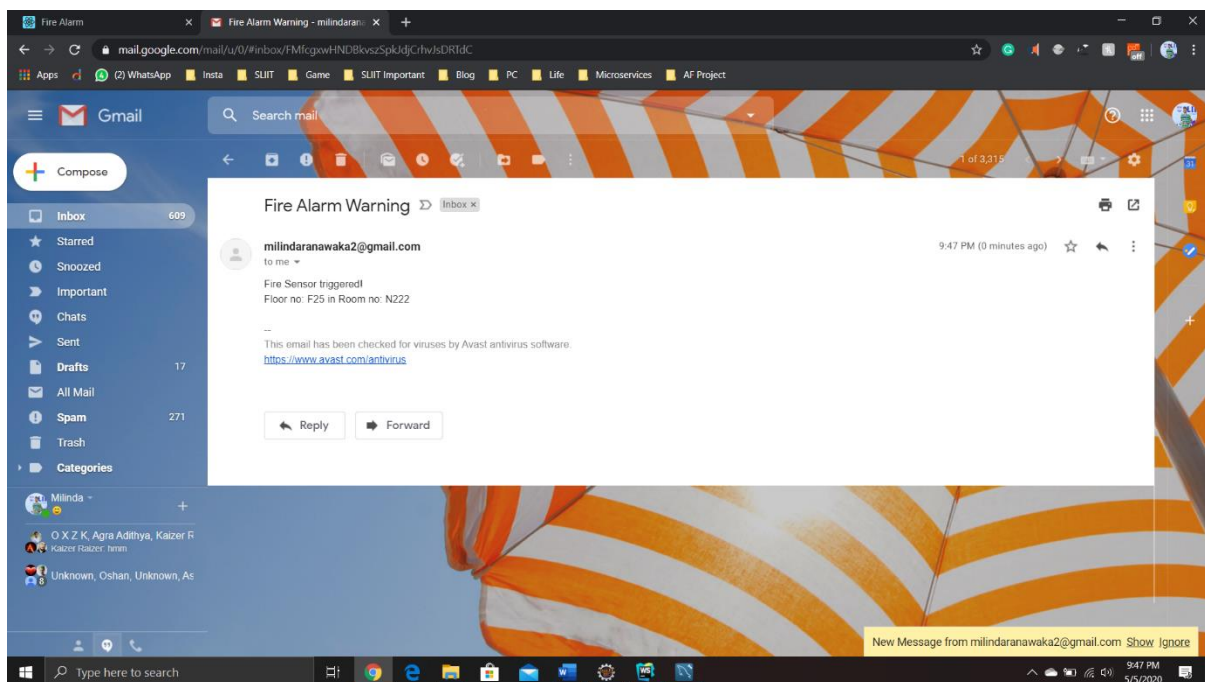 Fire Alarm
Fire Alarm Warning - milindarana
mail.google.com/mail/u/0/#inbox/FMfcgxwHNDBkvszSpkJdjCrhvJsDRTdC
off
Apps (2) WhatsApp Insta SLIIT Game SLIIT Important Blog PC Life Microservices AF Project
Gmail
Search mail
Compose
1 of 3,315
31
Inbox 609
Starred
Snoozed
Important
Chats
Sent
Drafts 17
All Mail
Spam 271
Trash
Categories
Fire Alarm Warning Inbox x
milindaranawaka2@gmail.com 9:47 PM (0 minutes ago)
to me
Fire Sensor triggered!
Floor no: F25 in Room no: N222
--
This email has been checked for viruses by Avast antivirus software.
https://www.avast.com/antivirus
Reply Forward
Milinda
O X Z K, Agra Adithya, Kaizer R
Kaizer Raizer: hmm
8
Unknown, Oshan, Unknown, As
New Message from milindaranawaka2@gmail.com Show Ignore
Type here to search
WS
9:47 PM
5/5/2020